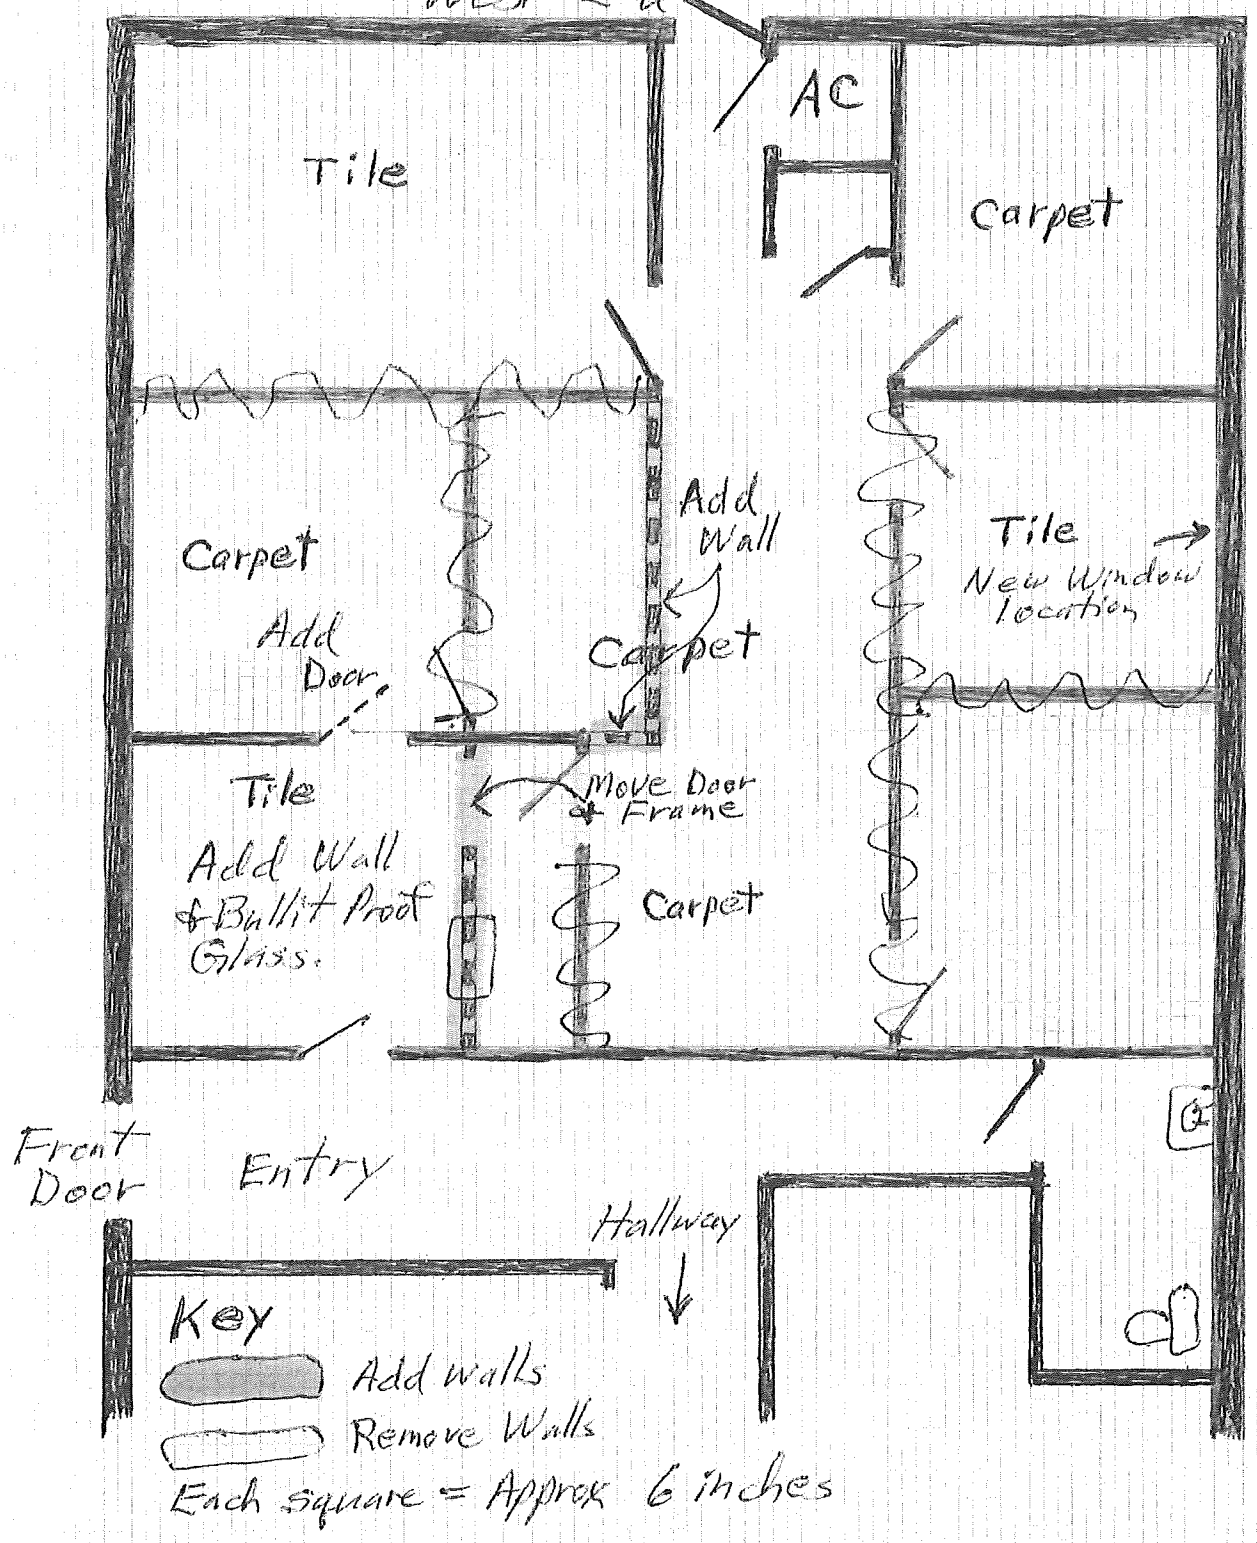 AC
Tile
Carpet
Add
Wall
Tile →
New Window
Location
Carpet
Add
Door
Carpet
Tile
Move Door
& Frame
Add Wall
& Bullit Proof
Glass.
Carpet
Front
Door
Entry
Hallway
Key
Add walls
Remove Walls
Each square = Approx 6 inches